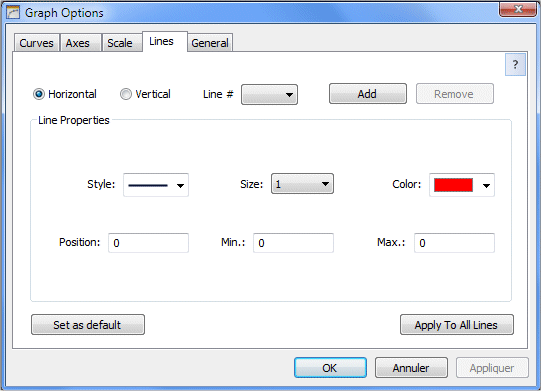 Graph Options
Curves Axes Scale Lines General
?
Horizontal Vertical Line # Add Remove
Line Properties
Style: Size: 1 Color:
Position: 0 Min.: 0 Max.: 0
Set as default Apply To All Lines
OK Annuler Appliquer